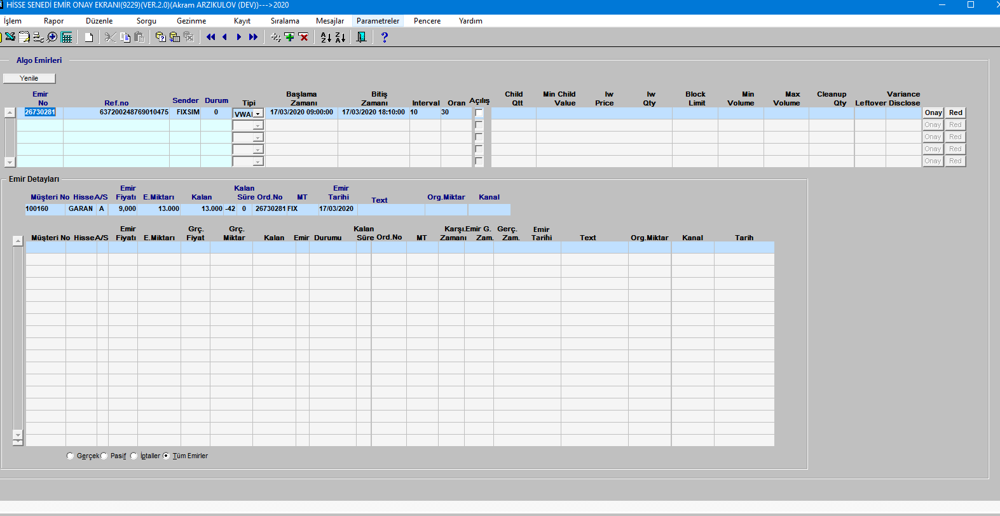 HİSSE SENEDİ EMİR ONAY EKRANI(9229)(VER.2.0)(Akram ARZIKULOV (DEV))--->2020
İşlem Rapor Düzenle Sorgu Gezinme Kayıt Sıralama Mesajlar Parametreler Pencere Yardım
Algo Emirleri
Yenile
Emir No Ref.no Sender Durum Tipi Başlama Zamanı Bitiş Zamanı Interval Oran Açılış Child Qtt Min Child Value Iw Price Iw Qty Block Limit Min Volume Max Volume Cleanup Qty Leftover Variance Disclose
26730281 637200248769010475 FIXSIM 0 VWAI 17/03/2020 09:00:00 17/03/2020 18:10:00 10 30 Onay Red
Onay Red
Onay Red
Onay Red
Onay Red
Emir Detayları
Müşteri No Hisse A/S Emir Fiyatı E.Miktarı Kalan Kalan Süre Ord.No MT Emir Tarihi Text Org.Miktar Kanal
100160 GARAN A 9,000 13.000 13.000 -42 0 26730281 FIX 17/03/2020
Müşteri No Hisse A/S Emir Fiyatı E.Miktarı Grç. Fiyat Grç. Miktar Kalan Emir Durumu Kalan Süre Ord.No MT Karşı. Zamanı Emir G. Zam. Gerç. Zam. Emir Tarihi Text Org.Miktar Kanal Tarih
Gerçek Pasif İptaller Tüm Emirler